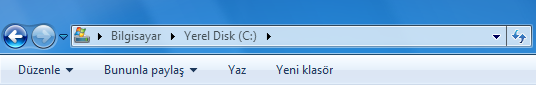 Bilgisayar Yerel Disk (C:)
Düzenle Bununla paylaş Yaz Yeni klasör